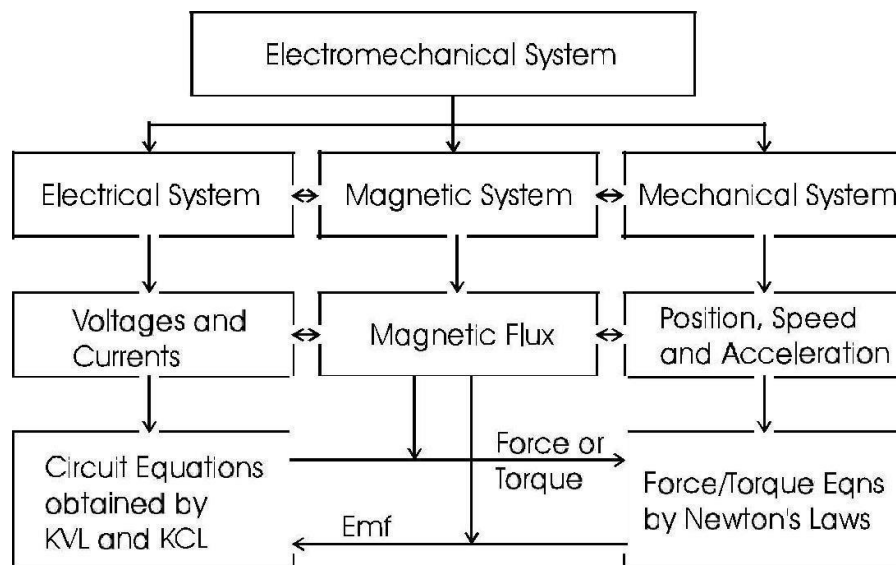 Electromechanical System
Electrical System
Magnetic System
Mechanical System
Voltages and
Currents
Magnetic Flux
Position, Speed
and Acceleration
Circuit Equations
obtained by
KVL and KCL
Force or
Torque
Emf
Force/Torque Eqns
by Newton's Laws